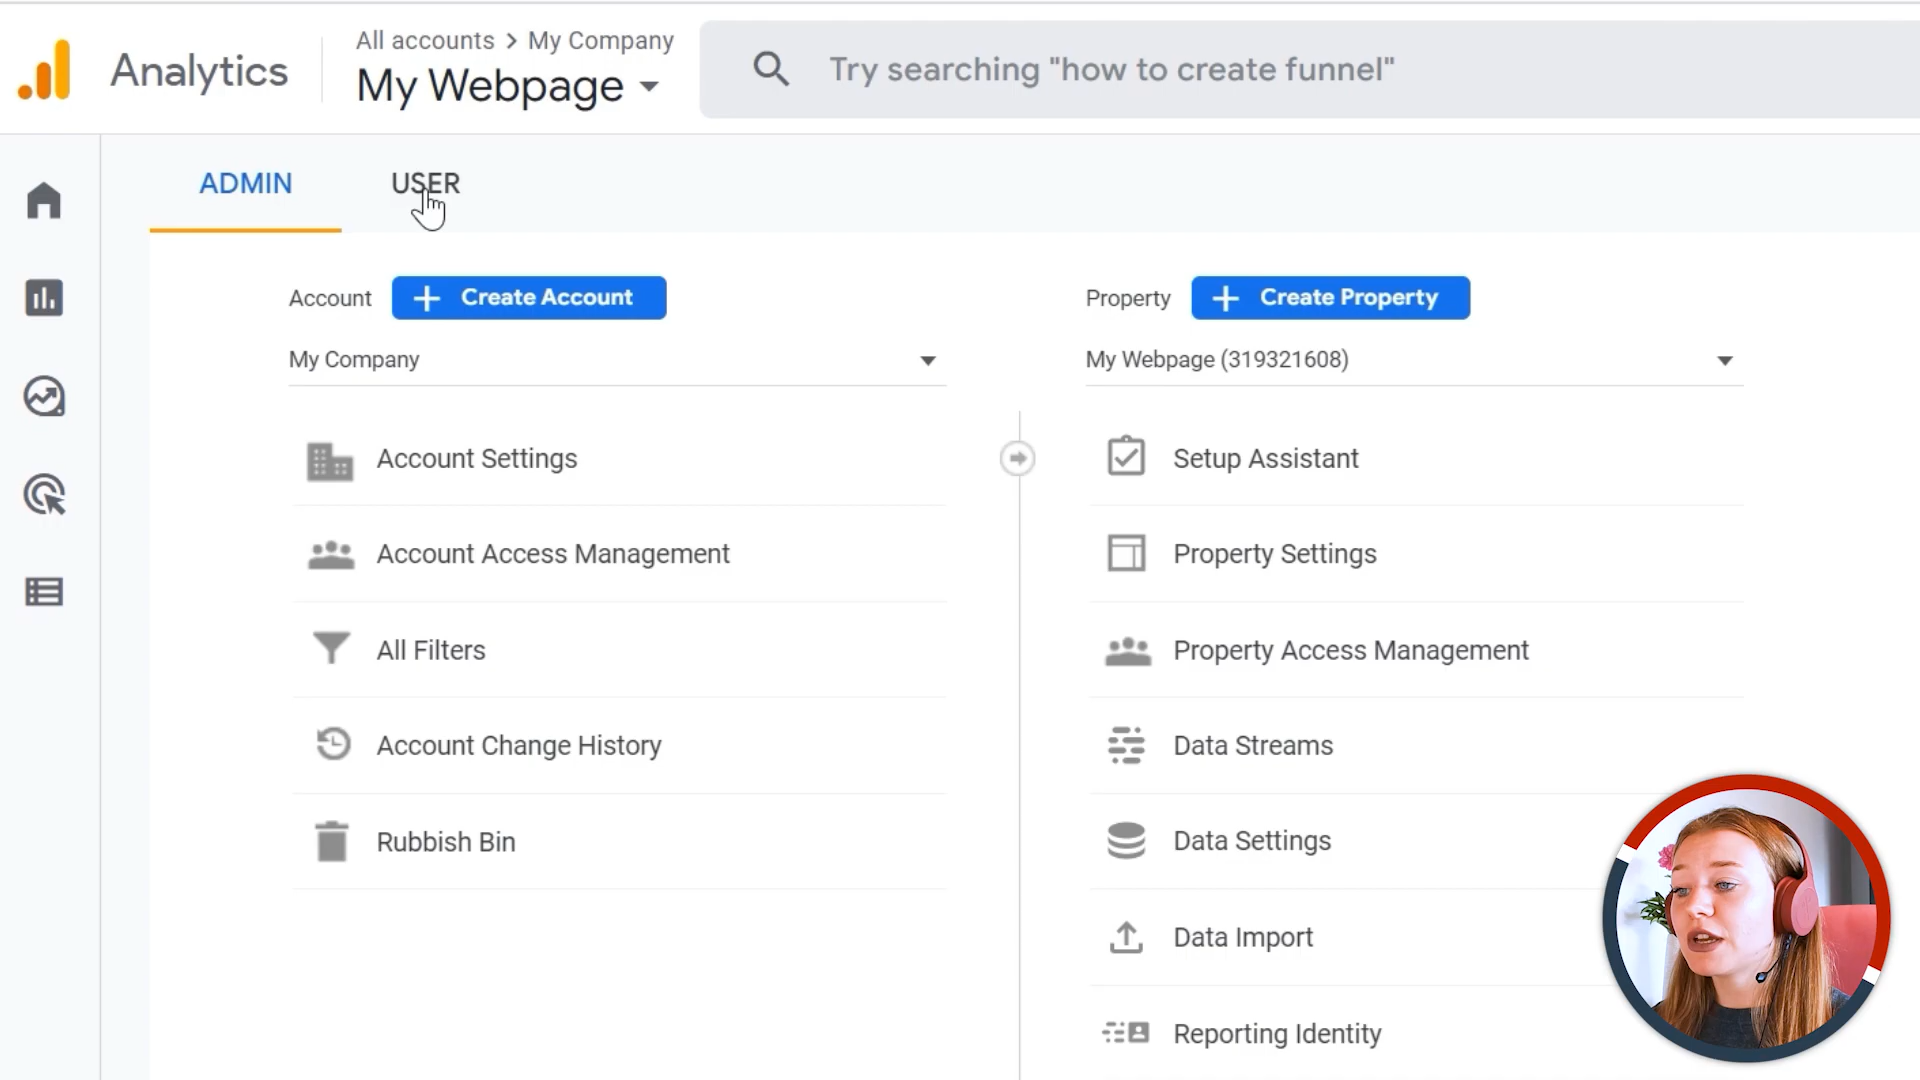 Analytics
All accounts > My Company
My Webpage
Try searching "how to create funnel"
ADMIN
USER
Account
Create Account
My Company
Account Settings
Account Access Management
All Filters
Account Change History
Rubbish Bin
Property
Create Property
My Webpage (319321608)
Setup Assistant
Property Settings
Property Access Management
Data Streams
Data Settings
Data Import
Reporting Identity